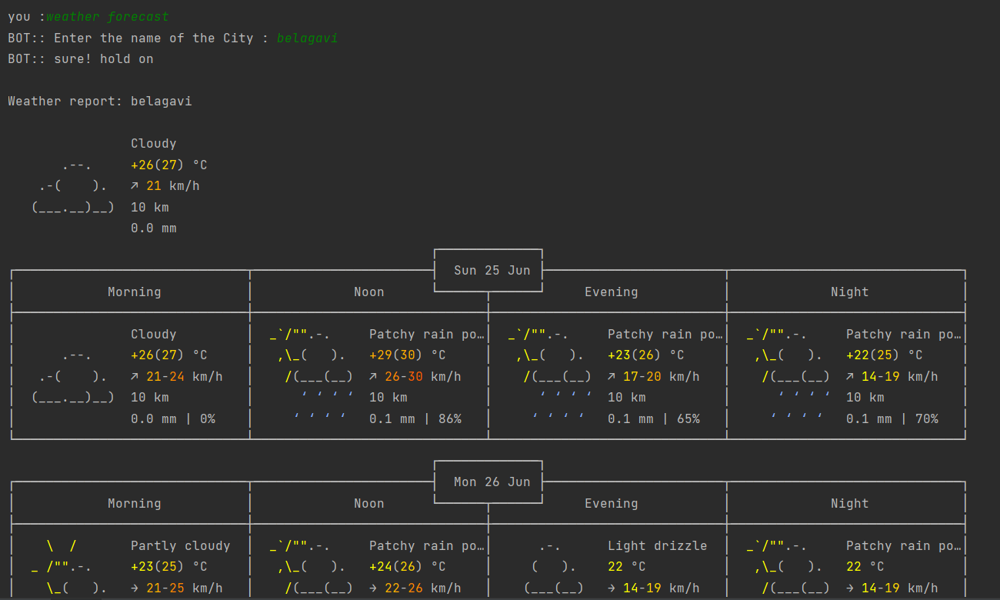 you :weather forecast
BOT:: Enter the name of the City : belagavi
BOT:: sure! hold on
Weather report: belagavi
Cloudy
.--. +26(27) °C
.-(    ). ↗ 21 km/h
(___.__)__) 10 km
0.0 mm
Sun 25 Jun
Morning Noon Evening Night
Cloudy _`/"".-. Patchy rain po… _`/"".-. Patchy rain po… _`/"".-. Patchy rain po…
.--. +26(27) °C ,\_(   ). +29(30) °C ,\_(   ). +23(26) °C ,\_(   ). +22(25) °C
.-(    ). ↗ 21-24 km/h /(___(__) ↗ 26-30 km/h /(___(__) ↗ 17-20 km/h /(___(__) ↗ 14-19 km/h
(___.__)__) 10 km ‘ ‘ ‘ ‘ 10 km ‘ ‘ ‘ ‘ 10 km ‘ ‘ ‘ ‘ 10 km
0.0 mm | 0% ‘ ‘ ‘ ‘ 0.1 mm | 86% ‘ ‘ ‘ ‘ 0.1 mm | 65% ‘ ‘ ‘ ‘ 0.1 mm | 70%
Mon 26 Jun
Morning Noon Evening Night
\  / Partly cloudy _`/"".-. Patchy rain po… .-. Light drizzle _`/"".-. Patchy rain po…
_ /"".-. +23(25) °C ,\_(   ). +24(26) °C (   ). 22 °C ,\_(   ). 22 °C
\_(   ). → 21-25 km/h /(___(__) → 22-26 km/h (___(__) → 14-19 km/h /(___(__) → 14-19 km/h